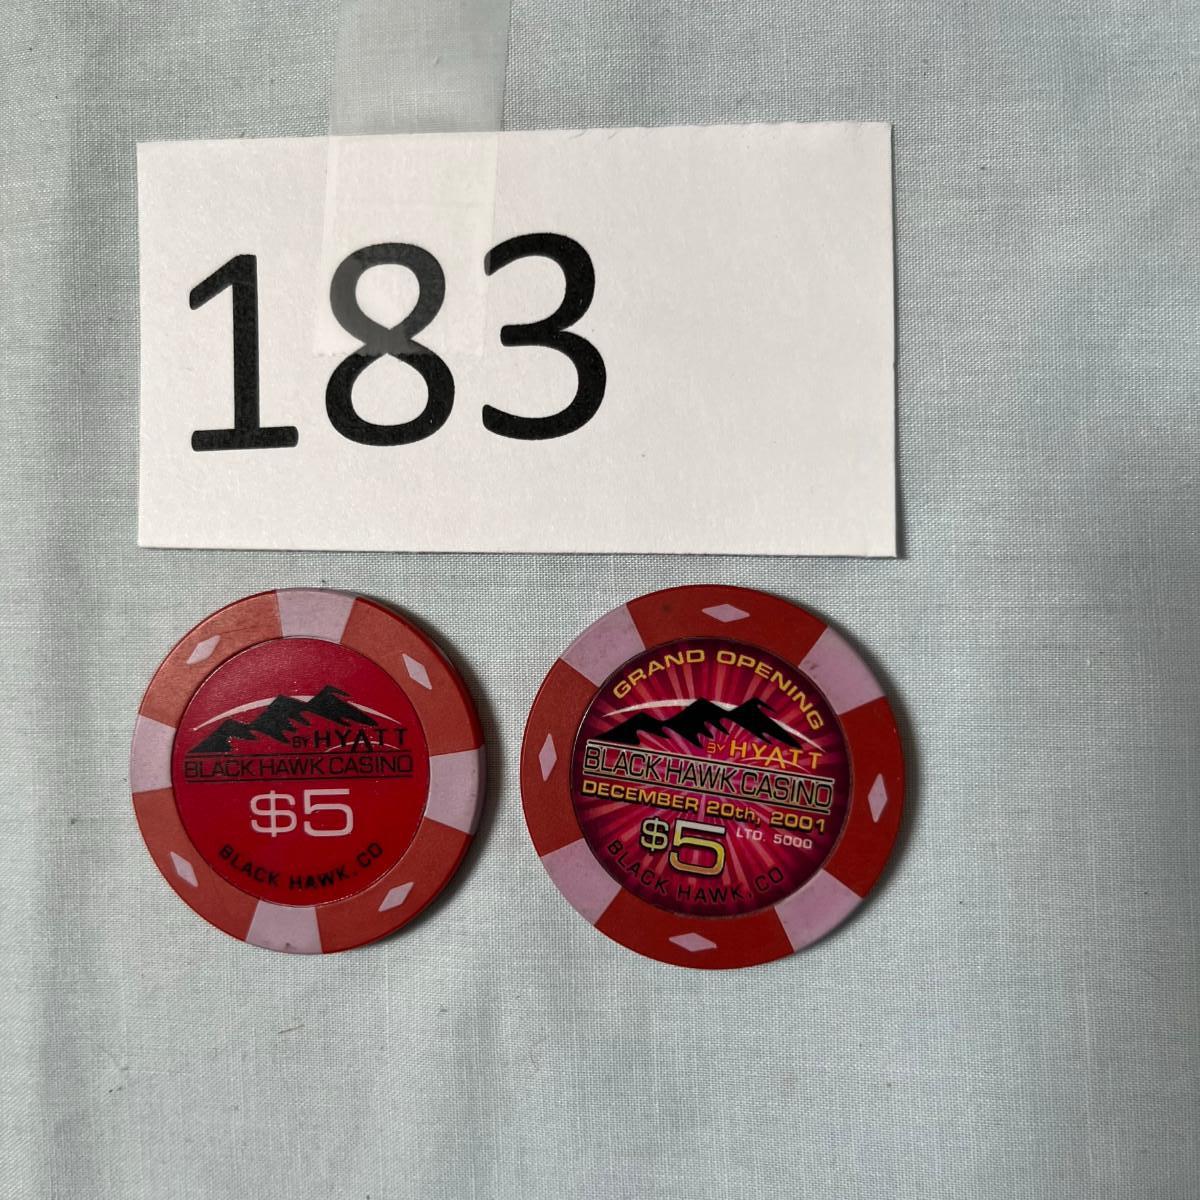 183
BY HYATT
BLACK HAWK CASINO
$5
BLACK HAWK, CO
GRAND OPENING
BY HYATT
BLACK HAWK CASINO
DECEMBER 20th, 2001
$5 LTD. 5000
BLACK HAWK, CO